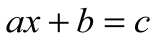 ax + b = c